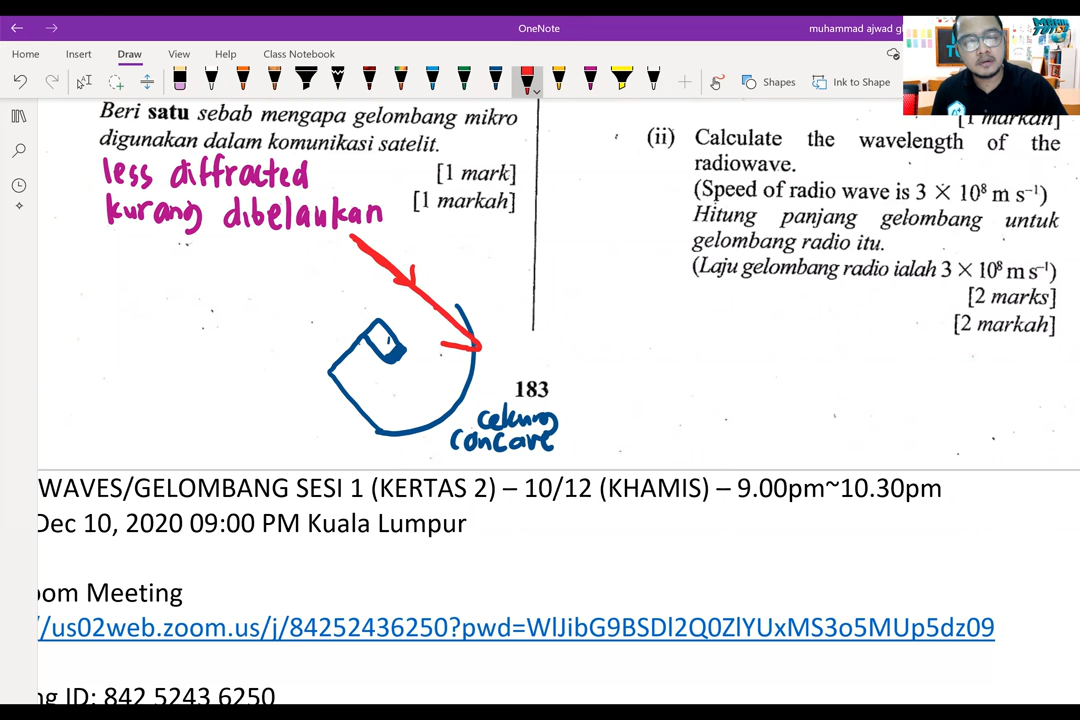 OneNote
muhammad ajwad gh
Home Insert Draw View Help Class Notebook
Shapes Ink to Shape
Beri satu sebab mengapa gelombang mikro
digunakan dalam komunikasi satelit.
[1 mark]
[1 markah]
less diffracted
kurang dibelaukan
cekung
concave
183
[1 markah]
(ii) Calculate the wavelength of the
radiowave.
(Speed of radio wave is 3 × 10⁸ m s⁻¹)
Hitung panjang gelombang untuk
gelombang radio itu.
(Laju gelombang radio ialah 3 × 10⁸ m s⁻¹)
[2 marks]
[2 markah]
WAVES/GELOMBANG SESI 1 (KERTAS 2) – 10/12 (KHAMIS) – 9.00pm~10.30pm
Dec 10, 2020 09:00 PM Kuala Lumpur
oom Meeting
//us02web.zoom.us/j/84252436250?pwd=WlJibG9BSDl2Q0ZlYUxMS3o5MUp5dz09
ng ID: 842 5243 6250